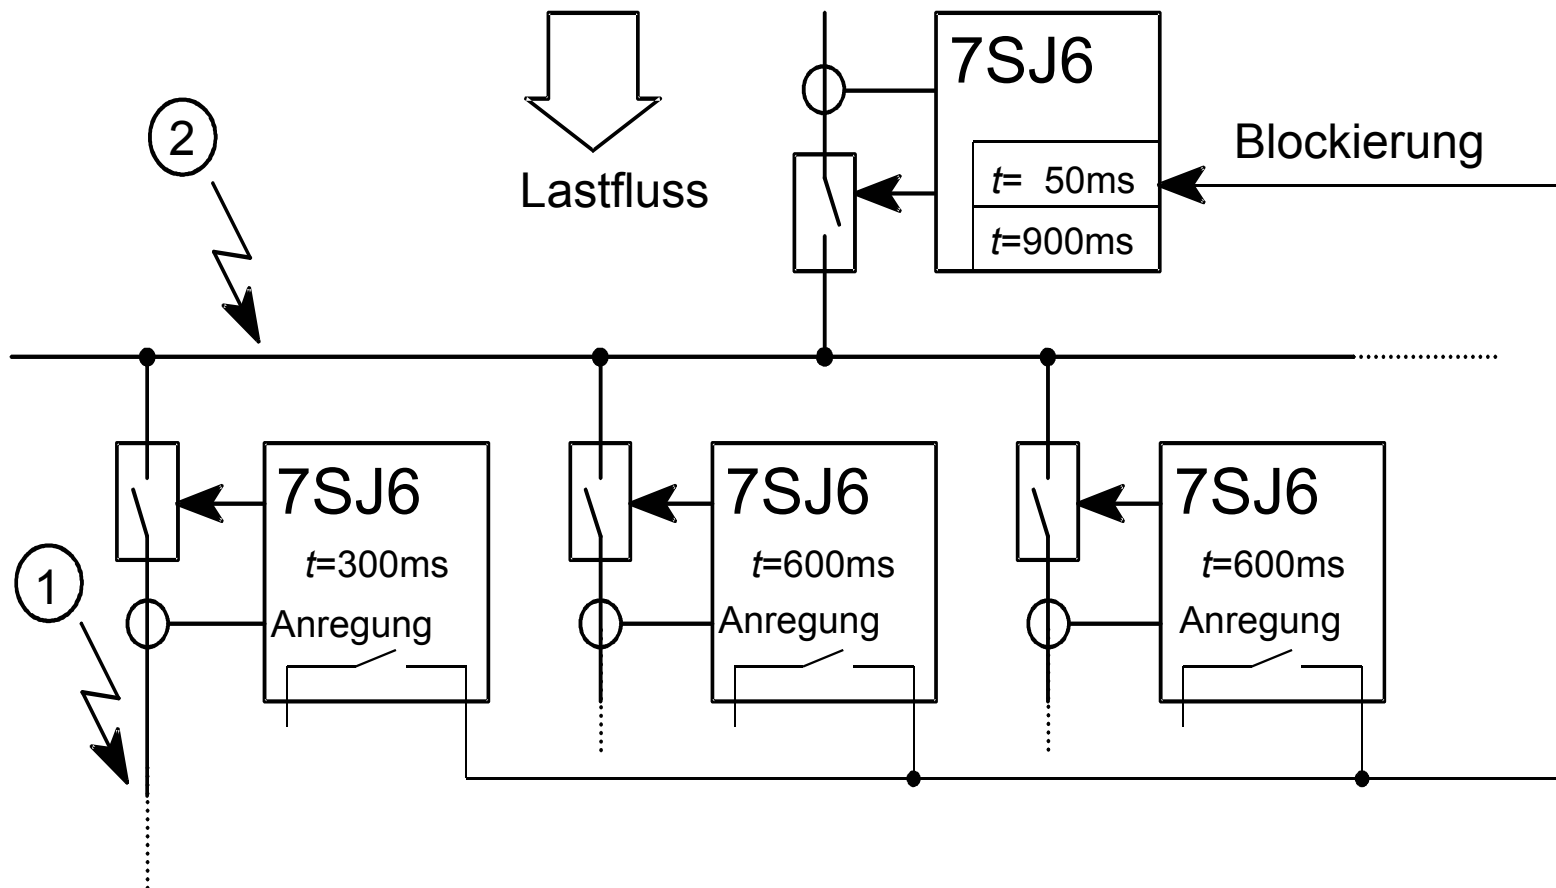 7SJ6
2
Blockierung
t= 50ms
Lastfluss
t=900ms
7SJ6
7SJ6
7SJ6
t=300ms
t=600ms
t=600ms
1
Anregung
Anregung
Anregung